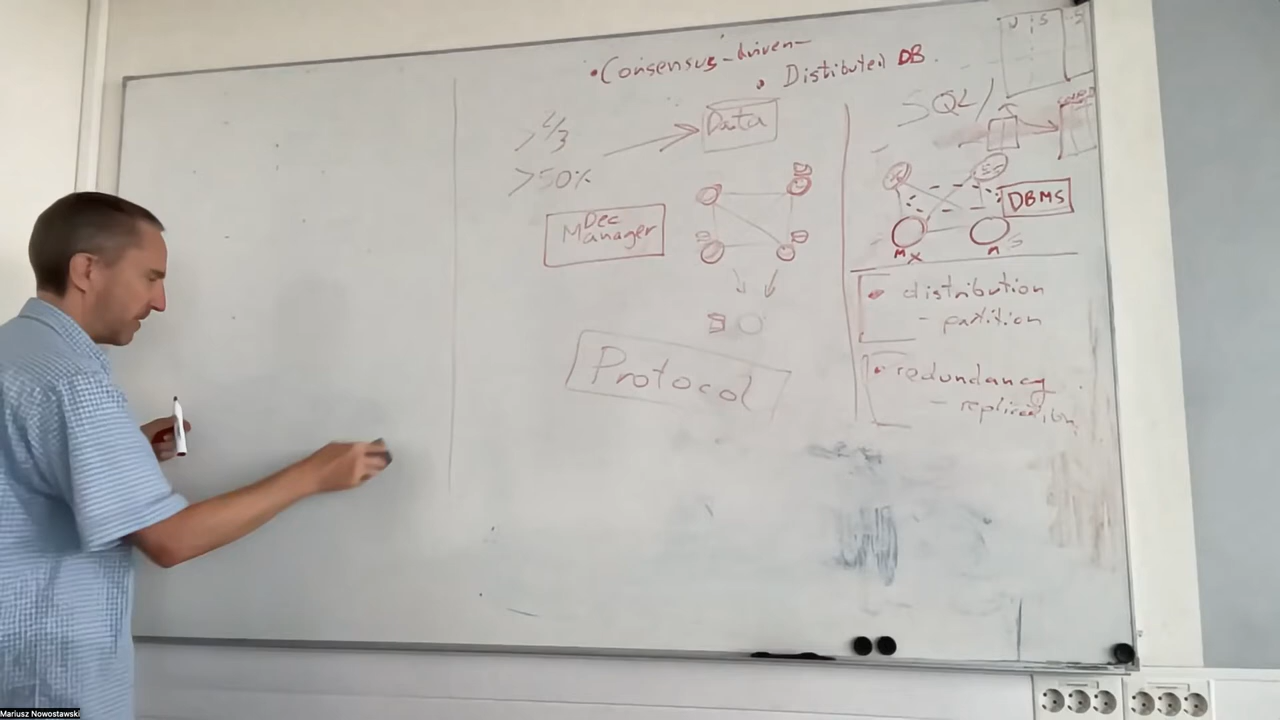 • Consensus-driven-
• Distributed DB.
> 2/3
> 50%
Data
Dec
Manager
SQL/
DBMS
M
• distribution
- partition
• redundancy
- replication
Protocol
Mariusz Nowostawski